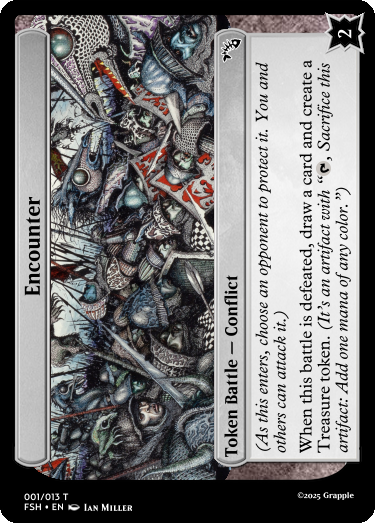 Encounter
2
Token Battle — Conflict
(As this enters, choose an opponent to protect it. You and
others can attack it.)
When this battle is defeated, draw a card and create a
Treasure token. (It's an artifact with “, Sacrifice this
artifact: Add one mana of any color.”)
001/013 T
FSH • EN IAN MILLER
©2025 Grapple